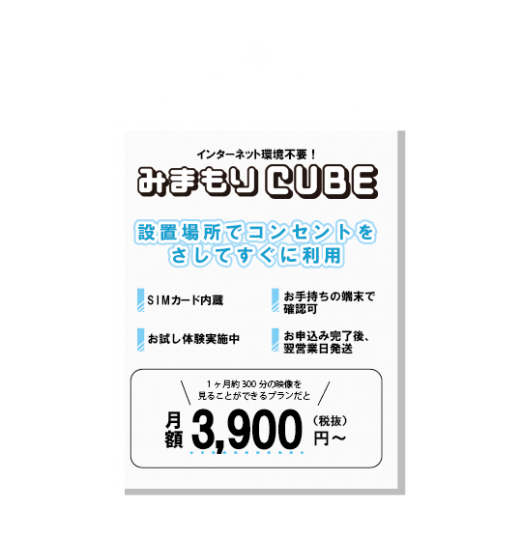 インターネット環境不要！
みまもりCUBE
設置場所でコンセントを
さしてすぐに利用
SIMカード内蔵
お手持ちの端末で
確認可
お試し体験実施中
お申込み完了後、
翌営業日発送
1ヶ月約300分の映像を
見ることができるプランだと
月額 3,900（税抜）円～